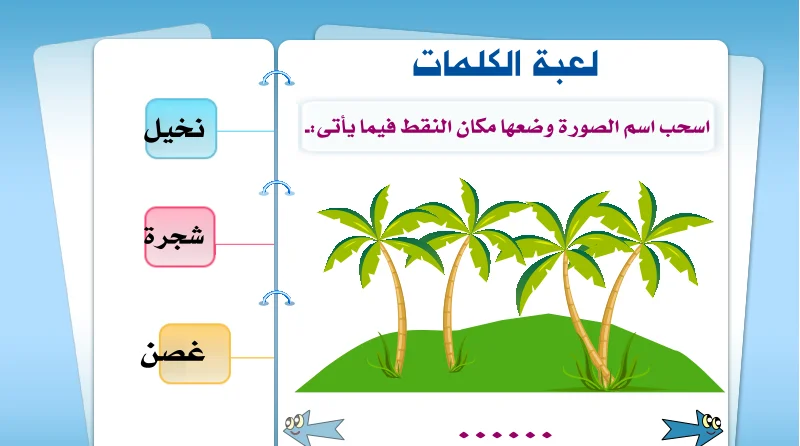 لعبة الكلمات
اسحب اسم الصورة وضعها مكان النقط فيما يأتى:ـ
نخيل
شجرة
غصن
......